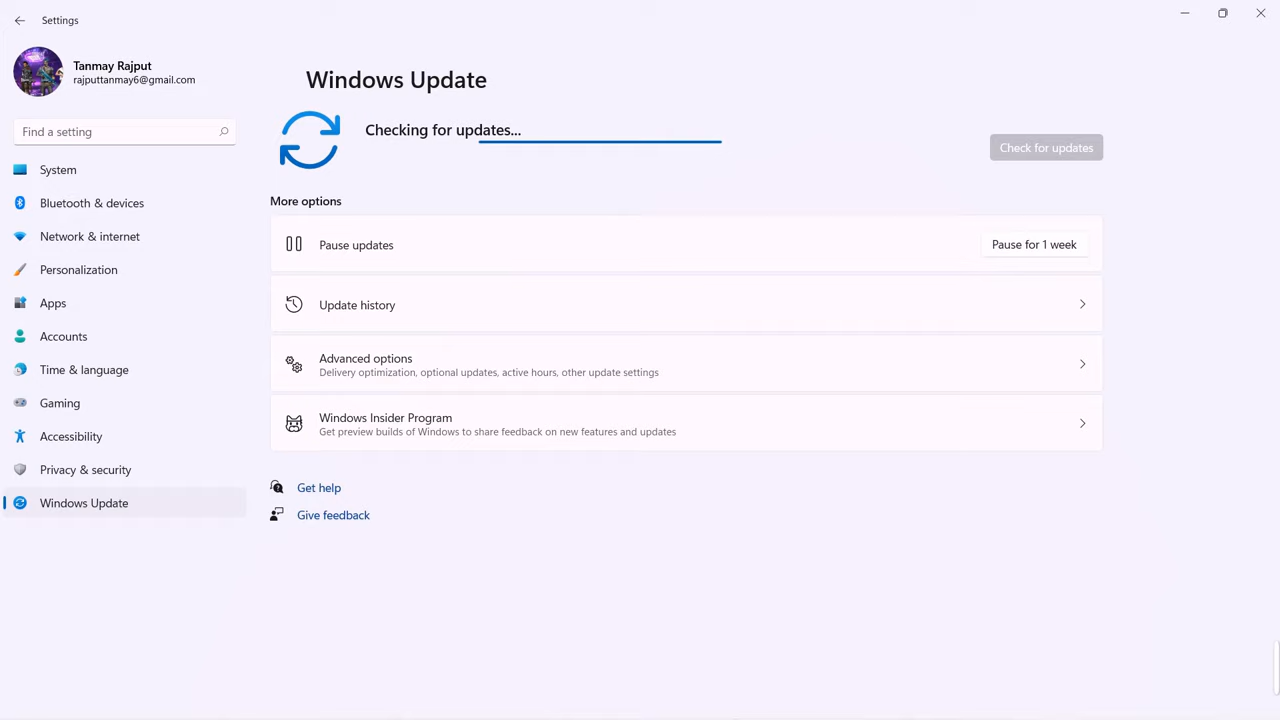 Settings
Tanmay Rajput
rajputtanmay6@gmail.com
Find a setting
System
Bluetooth & devices
Network & internet
Personalization
Apps
Accounts
Time & language
Gaming
Accessibility
Privacy & security
Windows Update
Windows Update
Checking for updates...
Check for updates
More options
Pause updates
Pause for 1 week
Update history
Advanced options
Delivery optimization, optional updates, active hours, other update settings
Windows Insider Program
Get preview builds of Windows to share feedback on new features and updates
Get help
Give feedback